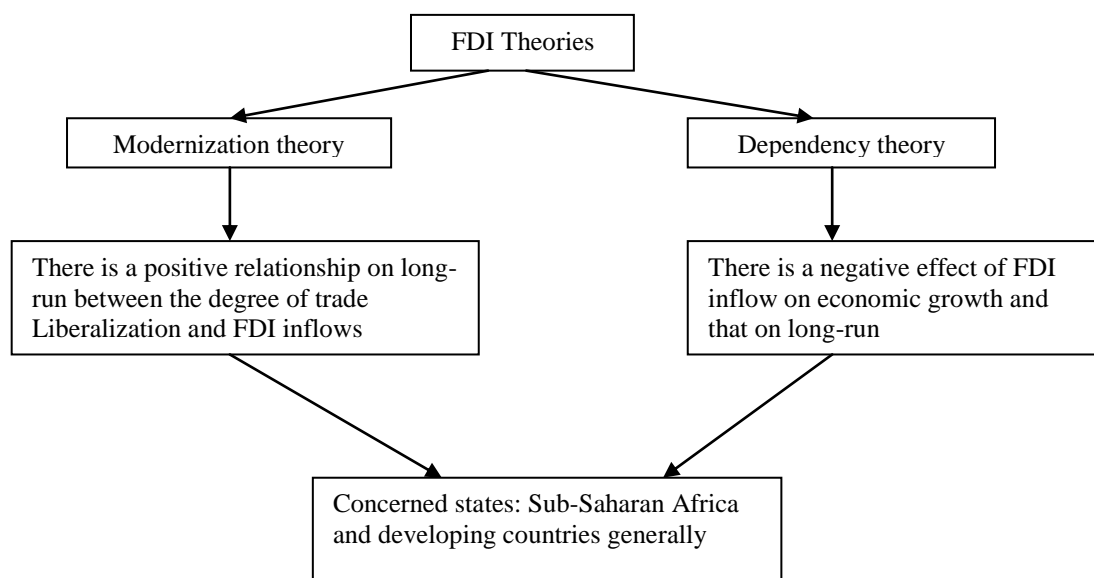 FDI Theories
Modernization theory
Dependency theory
There is a positive relationship on long-
run between the degree of trade
Liberalization and FDI inflows
There is a negative effect of FDI
inflow on economic growth and
that on long-run
Concerned states: Sub-Saharan Africa
and developing countries generally